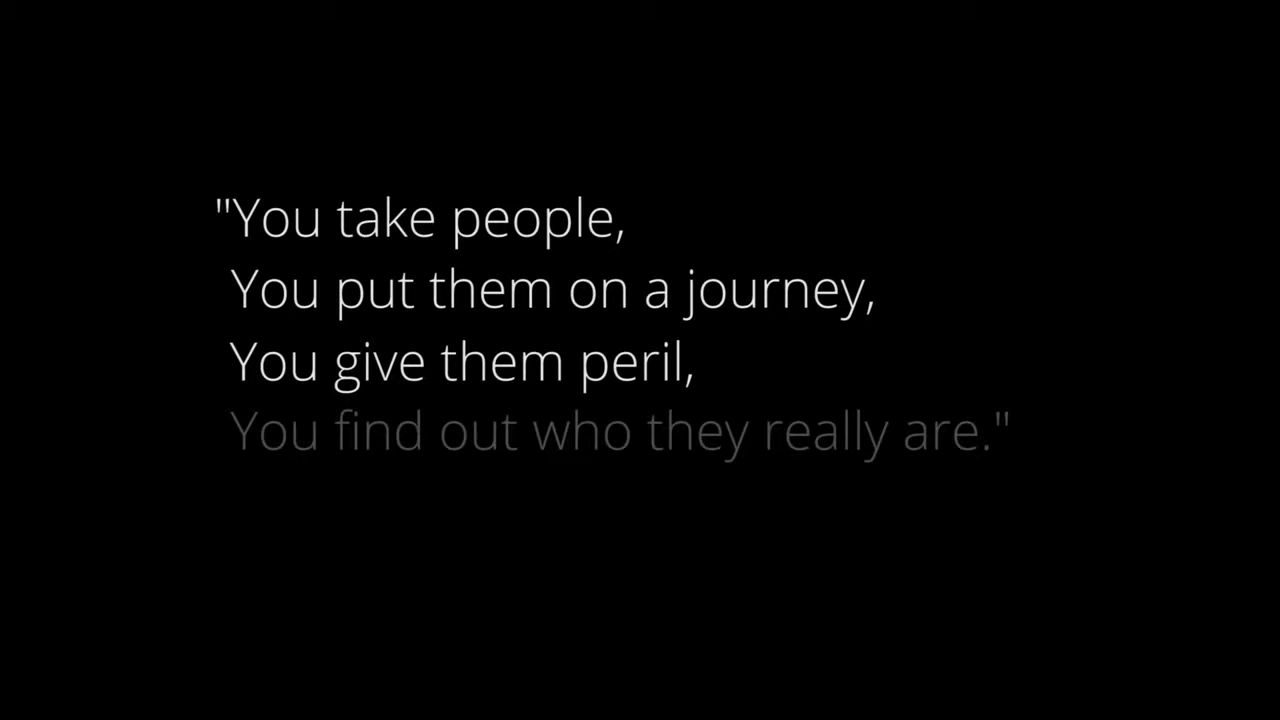 "You take people,
You put them on a journey,
You give them peril,
You find out who they really are."